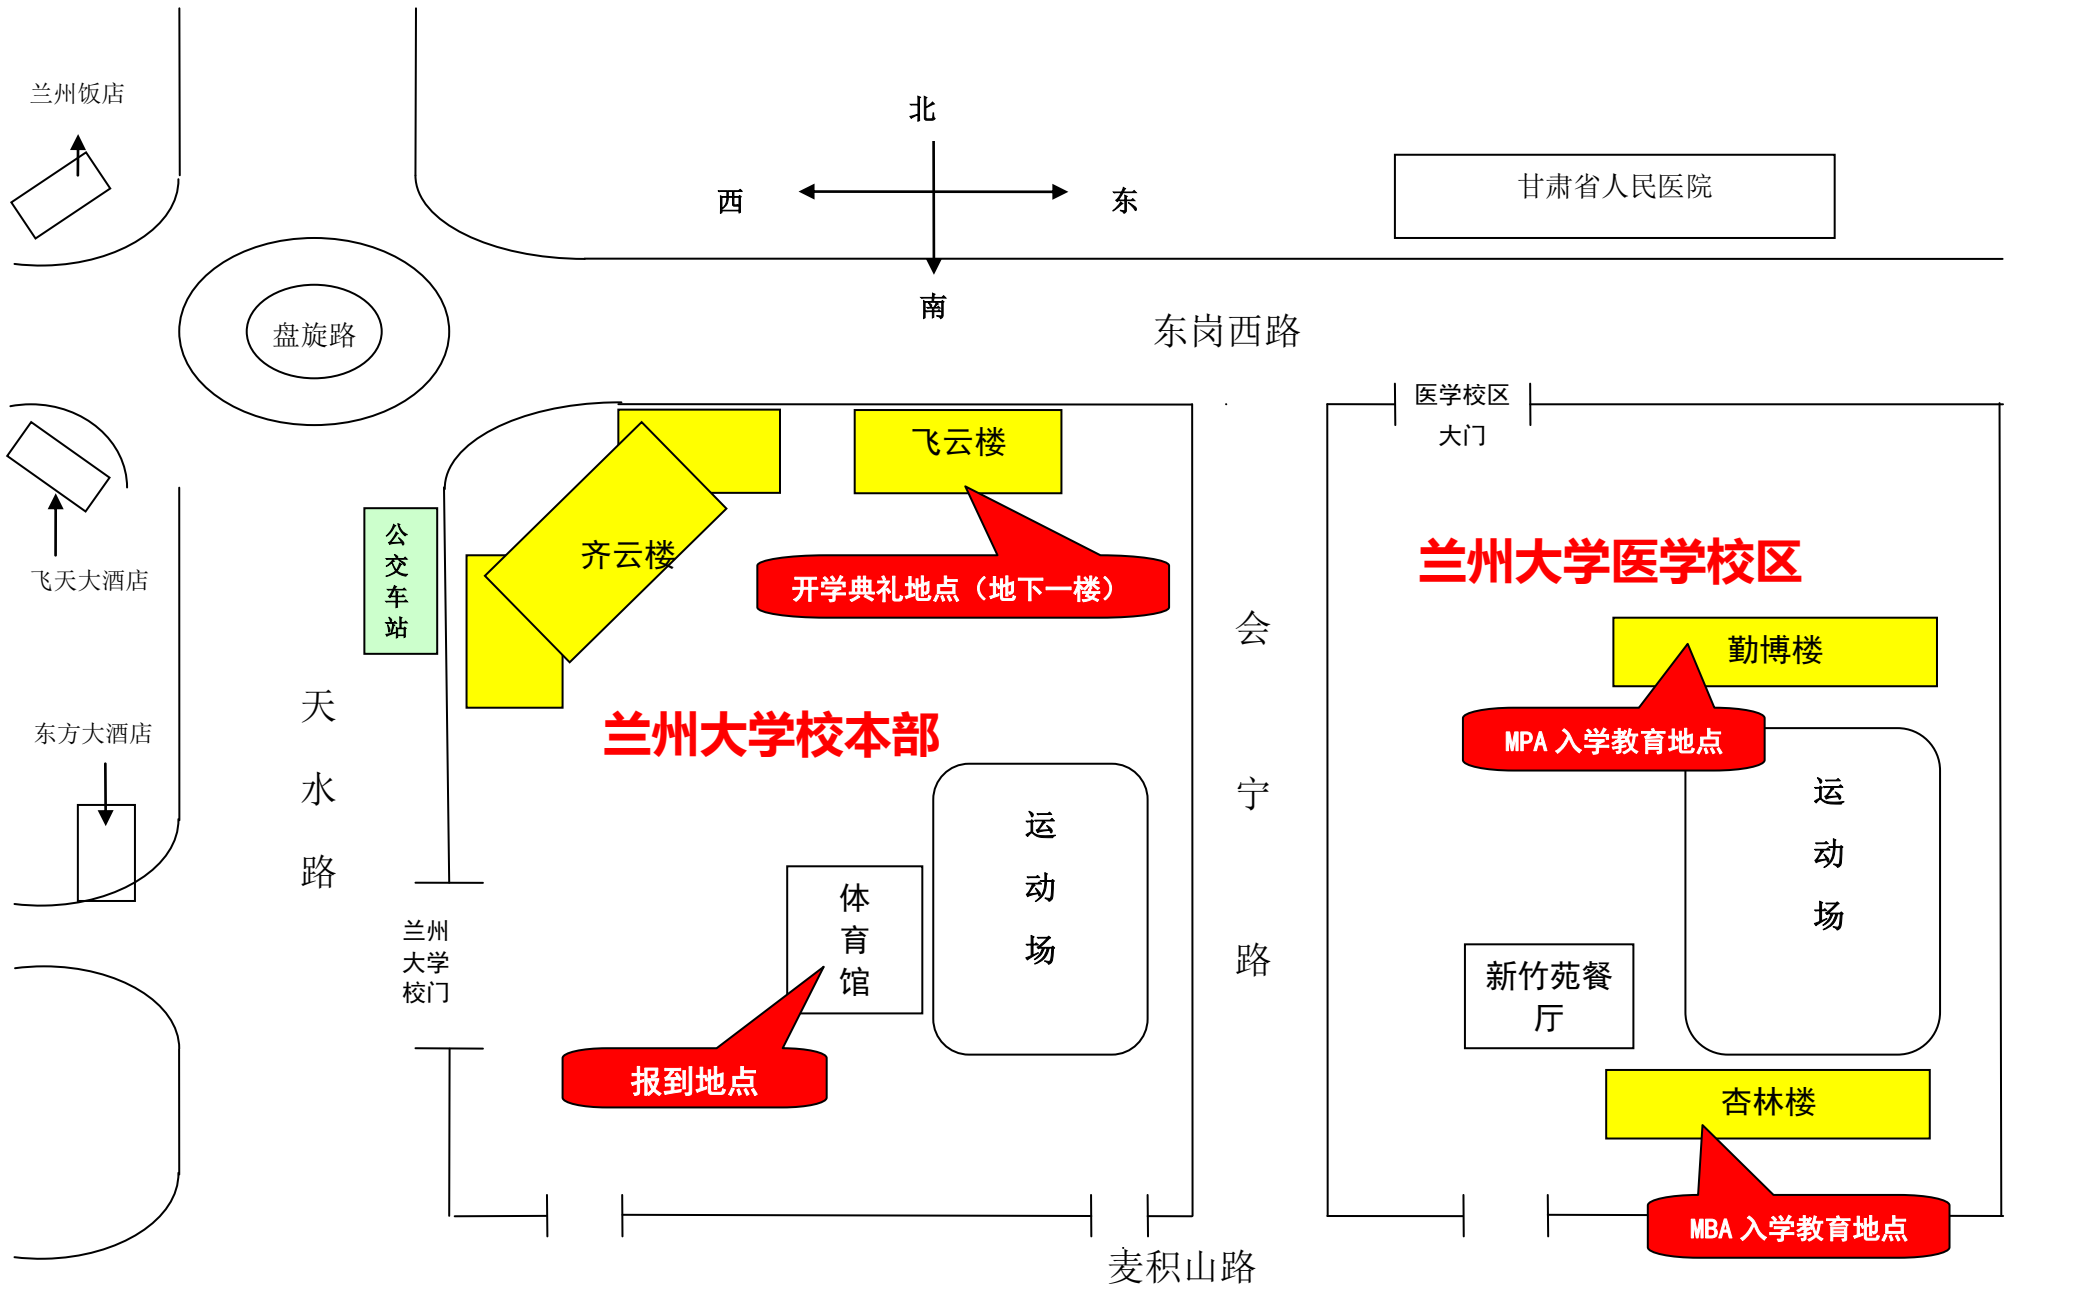 兰州饭店
北
西
东
南
甘肃省人民医院
盘旋路
东岗西路
医学校区
大门
飞云楼
齐云楼
公
交
车
站
开学典礼地点（地下一楼）
飞天大酒店
兰州大学医学校区
会
宁
路
勤博楼
MPA 入学教育地点
天
水
路
东方大酒店
兰州大学校本部
运
动
场
运
动
场
体
育
馆
兰州
大学
校门
新竹苑餐
厅
报到地点
杏林楼
MBA 入学教育地点
麦积山路